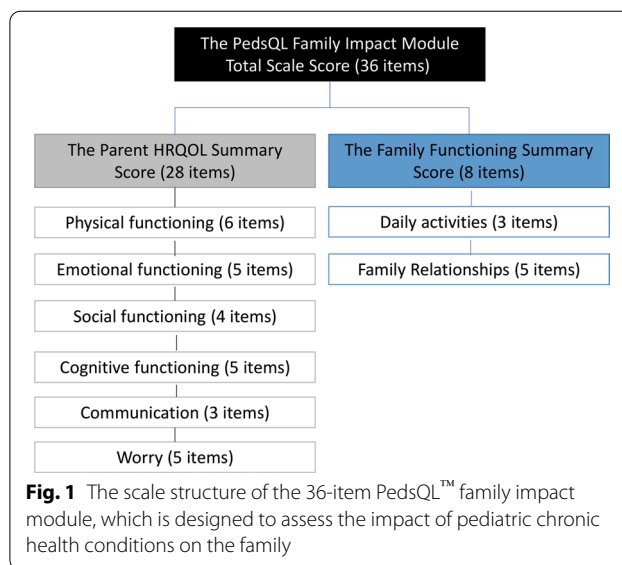 The PedsQL Family Impact Module
Total Scale Score (36 items)
The Parent HRQOL Summary
Score (28 items)
Physical functioning (6 items)
Emotional functioning (5 items)
Social functioning (4 items)
Cognitive functioning (5 items)
Communication (3 items)
Worry (5 items)
The Family Functioning Summary
Score (8 items)
Daily activities (3 items)
Family Relationships (5 items)
Fig. 1 The scale structure of the 36-item PedsQL™ family impact
module, which is designed to assess the impact of pediatric chronic
health conditions on the family